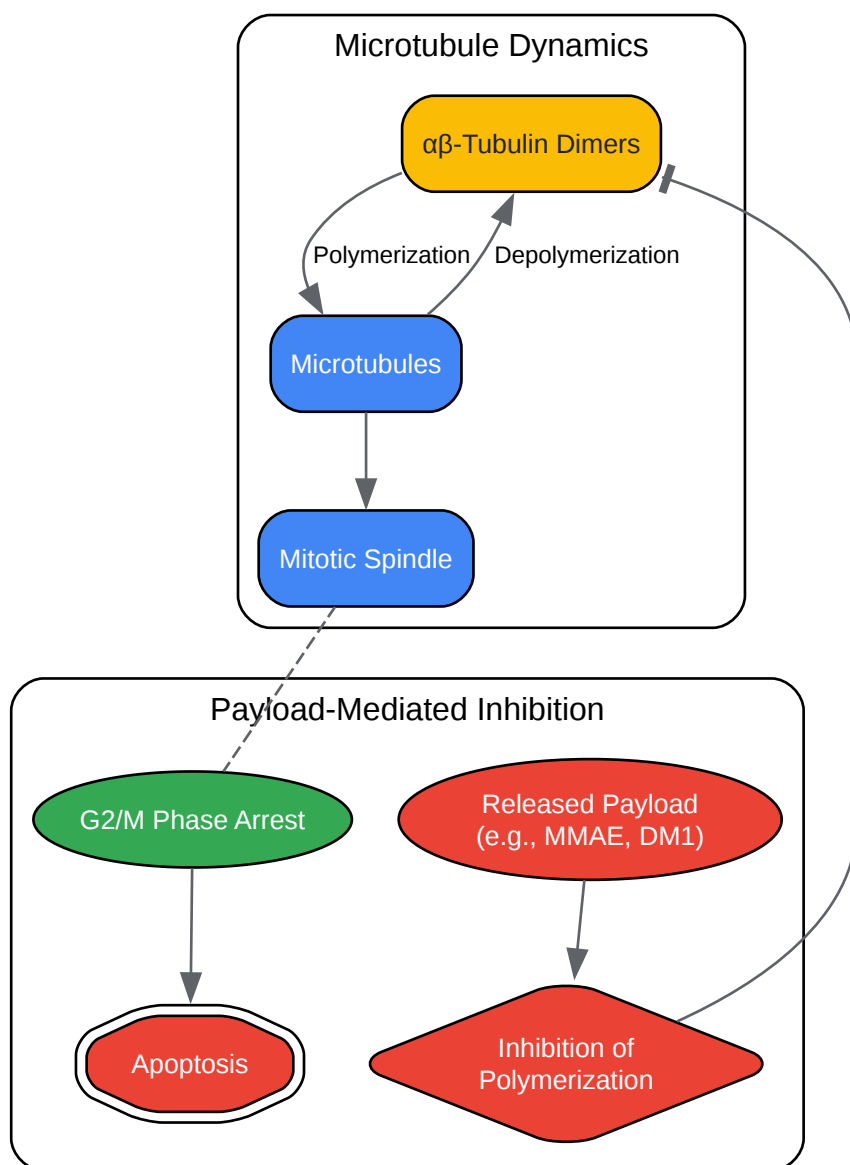 Microtubule Dynamics
αβ-Tubulin Dimers
Polymerization
Depolymerization
Microtubules
Mitotic Spindle
Payload-Mediated Inhibition
G2/M Phase Arrest
Released Payload
(e.g., MMAE, DM1)
Apoptosis
Inhibition of
Polymerization